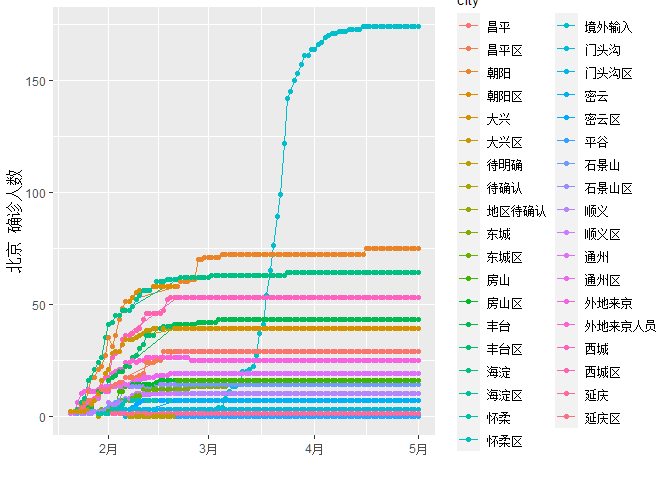 City
150
100
50
0
北京 确诊人数
2月
3月
4月
5月
昌平
昌平区
朝阳
朝阳区
大兴
大兴区
待明确
待确认
地区待确认
东城
东城区
房山
房山区
丰台
丰台区
海淀
海淀区
怀柔
怀柔区
境外输入
门头沟
门头沟区
密云
密云区
平谷
石景山
石景山区
顺义
顺义区
通州
通州区
外地来京
外地来京人员
西城
西城区
延庆
延庆区